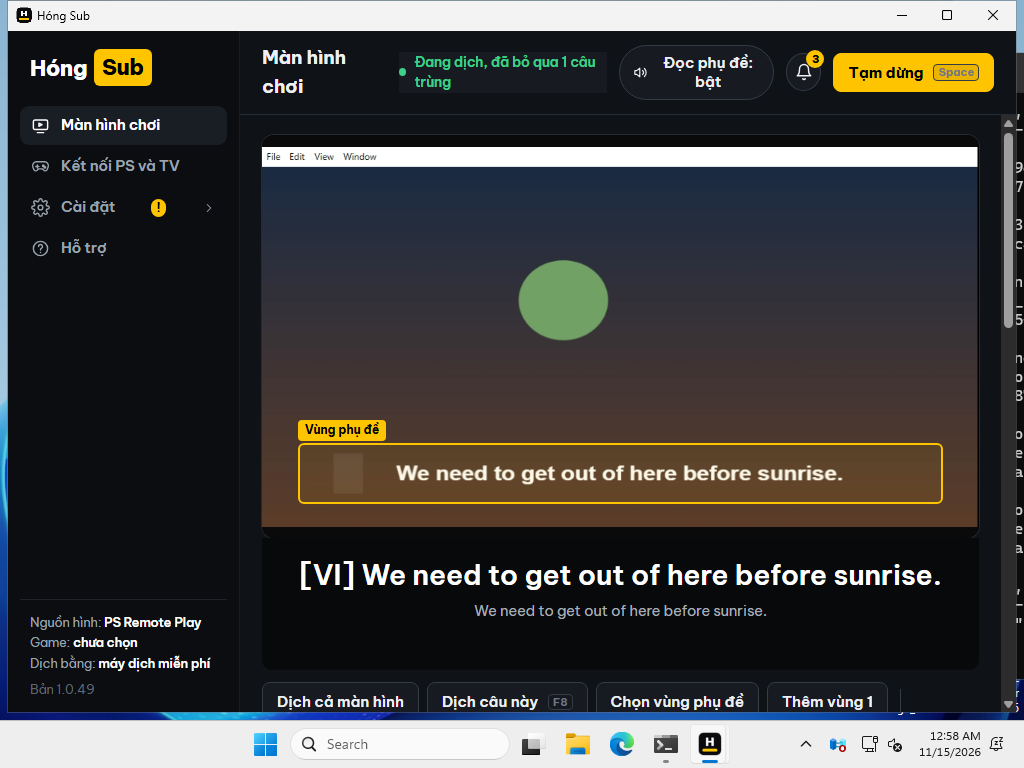 Hóng Sub
Hóng Sub
Màn hình chơi
Kết nối PS và TV
Cài đặt
!
Hỗ trợ
Nguồn hình: PS Remote Play
Game: chưa chọn
Dịch bằng: máy dịch miễn phí
Bản 1.0.49
Màn hình
chơi
Đang dịch, đã bỏ qua 1 câu
trùng
Đọc phụ đề:
bật
3
Tạm dừng Space
File Edit View Window
Vùng phụ đề
We need to get out of here before sunrise.
[VI] We need to get out of here before sunrise.
We need to get out of here before sunrise.
Dịch cả màn hình
Dịch câu này F8
Chọn vùng phụ đề
Thêm vùng 1
Search
12:58 AM
11/15/2026